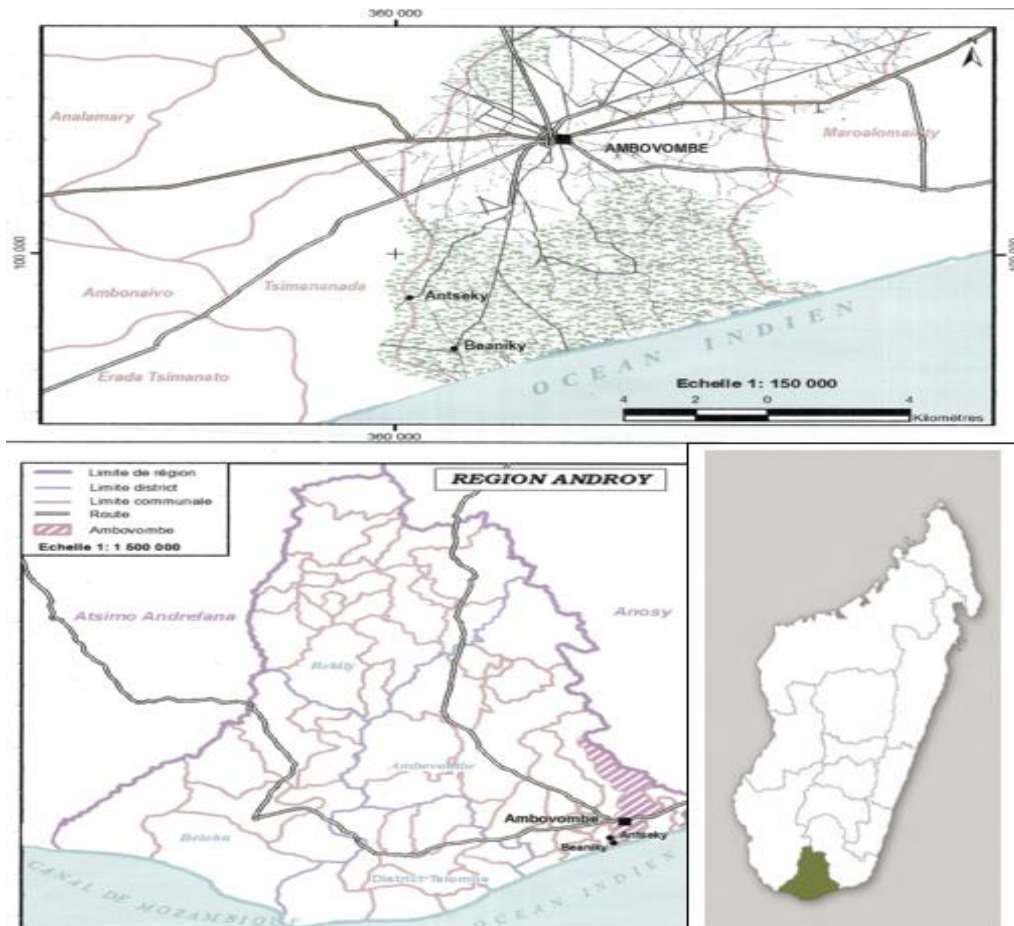 360 000
Analamary
AMBOVOMBE
100 000
Ambonaivo
Antseky
Beaniky
Erada Tsimanato
OCEAN INDIEN
Echelle 1: 150 000
4 2 0 4
Kilomètres
360 000
Limite de région
Limite district
Limite communale
Route
Ambovombe
Echelle 1: 1 500 000
REGION ANDROY
Atsimo Andrefana
Anosy
Ambovombe
Ambovombe
Antseky
Beaniky
CANAL DE MOZAMBIQUE
OCEAN INDIEN